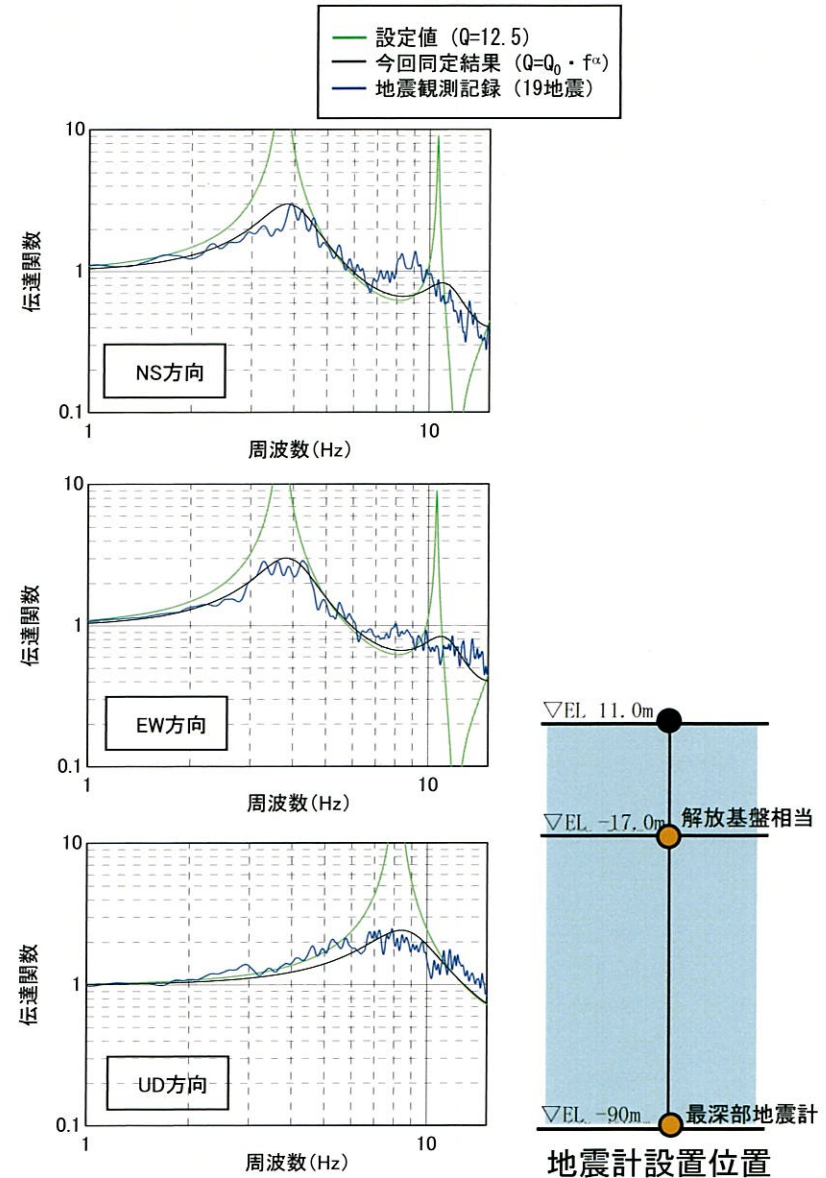 設定値 (Q=12.5)
今回同定結果 (Q=Q₀・fᵅ)
地震観測記録 (19地震)
10
1
0.1
伝達関数
NS方向
1
10
周波数(Hz)
10
1
0.1
伝達関数
EW方向
1
10
周波数(Hz)
10
1
0.1
伝達関数
UD方向
1
10
周波数(Hz)
▽EL 11.0m
▽EL -17.0m 解放基盤相当
▽EL -90m 最深部地震計
地震計設置位置